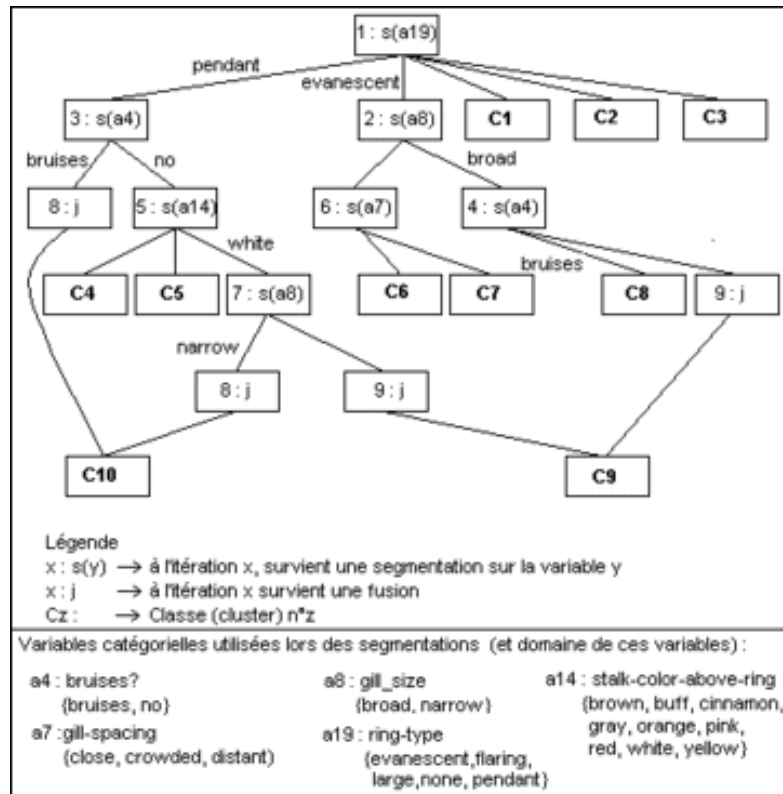 1 : s(a19)
pendant
evanescent
3 : s(a4)
2 : s(a8)
C1
C2
C3
bruises
no
broad
8 : j
5 : s(a14)
6 : s(a7)
4 : s(a4)
white
bruises
C4
C5
7 : s(a8)
C6
C7
C8
9 : j
narrow
8 : j
9 : j
C10
C9
Légende
x : s(y) → à l'itération x, survient une segmentation sur la variable y
x : j → à l'itération x survient une fusion
Cz : → Classe (cluster) n°z
Variables catégorielles utilisées lors des segmentations (et domaine de ces variables) :
a4 : bruises?
{bruises, no}
a7 :gill-spacing
{close, crowded, distant)
a8 : gill_size
{broad, narrow}
a19 : ring-type
{evanescent,flaring,
large,none, pendant}
a14 : stalk-color-above-ring
{brown, buff, cinnamon,
gray, orange, pink,
red, white, yellow}